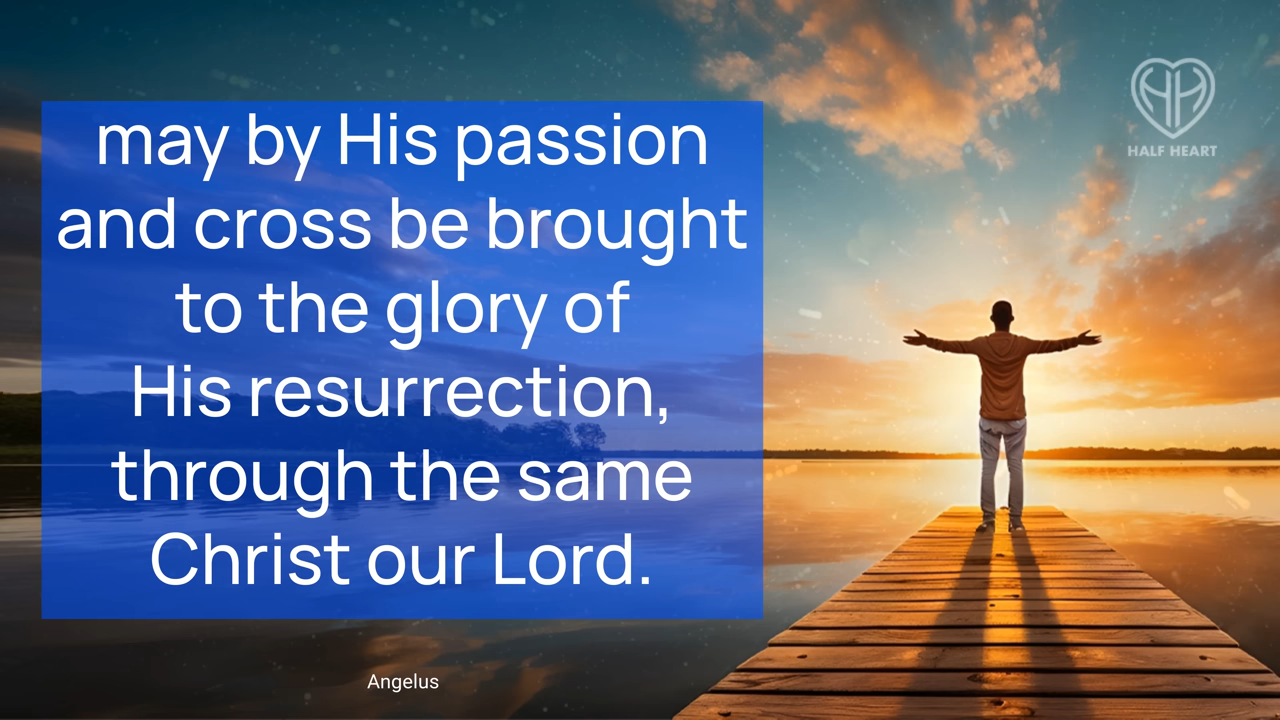 may by His passion
and cross be brought
to the glory of
His resurrection,
through the same
Christ our Lord.
HALF HEART
Angelus